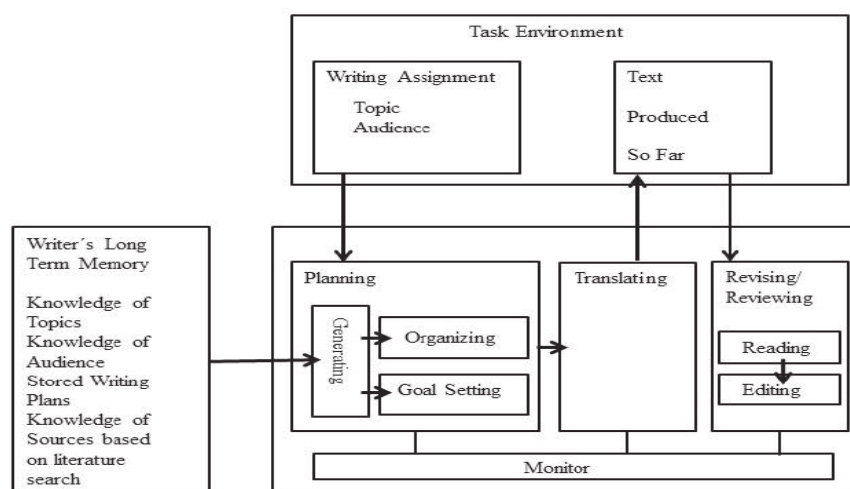 Task Environment
Writing Assignment
Topic
Audience
Text
Produced
So Far
Writer´s Long
Term Memory
Knowledge of
Topics
Knowledge of
Audience
Stored Writing
Plans
Knowledge of
Sources based
on literature
search
Planning
Generating
Organizing
Goal Setting
Translating
Revising/
Reviewing
Reading
Editing
Monitor